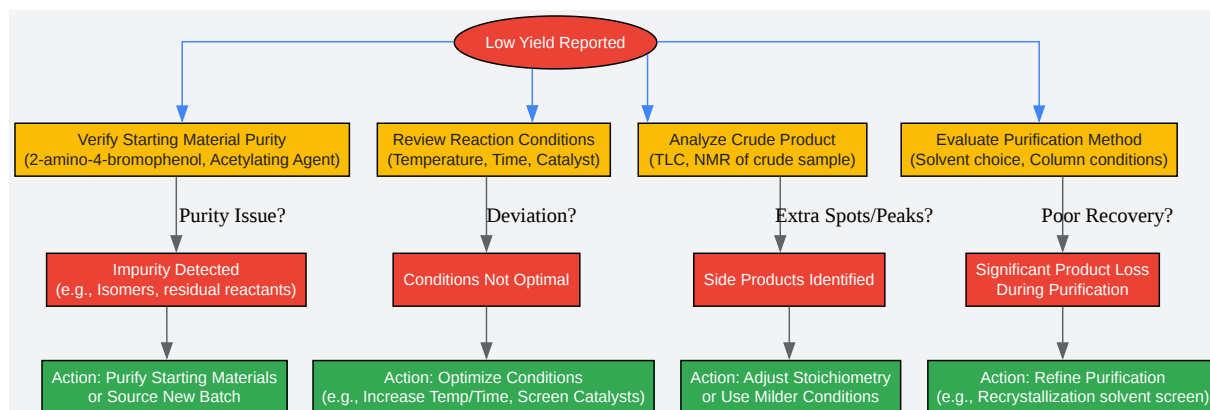 Low Yield Reported
Verify Starting Material Purity
(2-amino-4-bromophenol, Acetylating Agent)
Review Reaction Conditions
(Temperature, Time, Catalyst)
Analyze Crude Product
(TLC, NMR of crude sample)
Evaluate Purification Method
(Solvent choice, Column conditions)
Purity Issue?
Deviation?
Extra Spots/Peaks?
Poor Recovery?
Impurity Detected
(e.g., Isomers, residual reactants)
Conditions Not Optimal
Side Products Identified
Significant Product Loss
During Purification
Action: Purify Starting Materials
or Source New Batch
Action: Optimize Conditions
(e.g., Increase Temp/Time, Screen Catalysts)
Action: Adjust Stoichiometry
or Use Milder Conditions
Action: Refine Purification
(e.g., Recrystallization solvent screen)